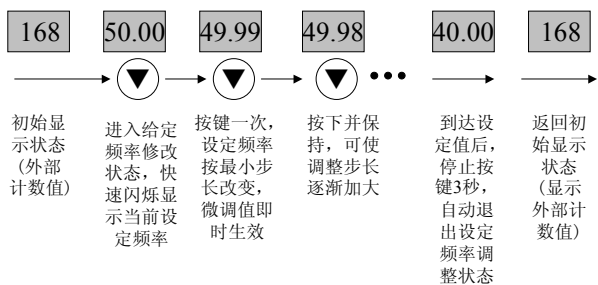 168
50.00
49.99
49.98
40.00
168
初始显
示状态
(外部
计数值)
进入给定
频率修改
状态，快
速闪烁显
示当前设
定频率
按键一次，
设定频率
按最小步
长改变，
微调值即
时生效
按下并保
持，可使
调整步长
逐渐加大
到达设
定值后，
停止按
键3秒，
自动退
出设定
频率调
整状态
返回初
始显示
状态
(显示
外部计
数值)